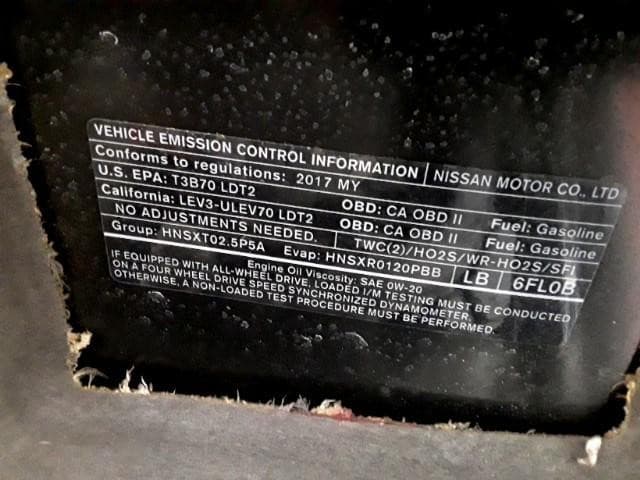 VEHICLE EMISSION CONTROL INFORMATION NISSAN MOTOR CO., LTD
Conforms to regulations: 2017 MY
U.S. EPA: T3B70 LDT2 OBD: CA OBD II Fuel: Gasoline
California: LEV3-ULEV70 LDT2 OBD: CA OBD II Fuel: Gasoline
NO ADJUSTMENTS NEEDED. TWC(2)/HO2S/WR-HO2S/SFI
Group: HNSXT02.5P5A Evap: HNSXR0120PBB LB 6FL0B
Engine Oil Viscosity: SAE 0W-20
IF EQUIPPED WITH ALL-WHEEL DRIVE, LOADED I/M TESTING MUST BE CONDUCTED
ON A FOUR WHEEL DRIVE SPEED SYNCHRONIZED DYNAMOMETER.
OTHERWISE, A NON-LOADED TEST PROCEDURE MUST BE PERFORMED.